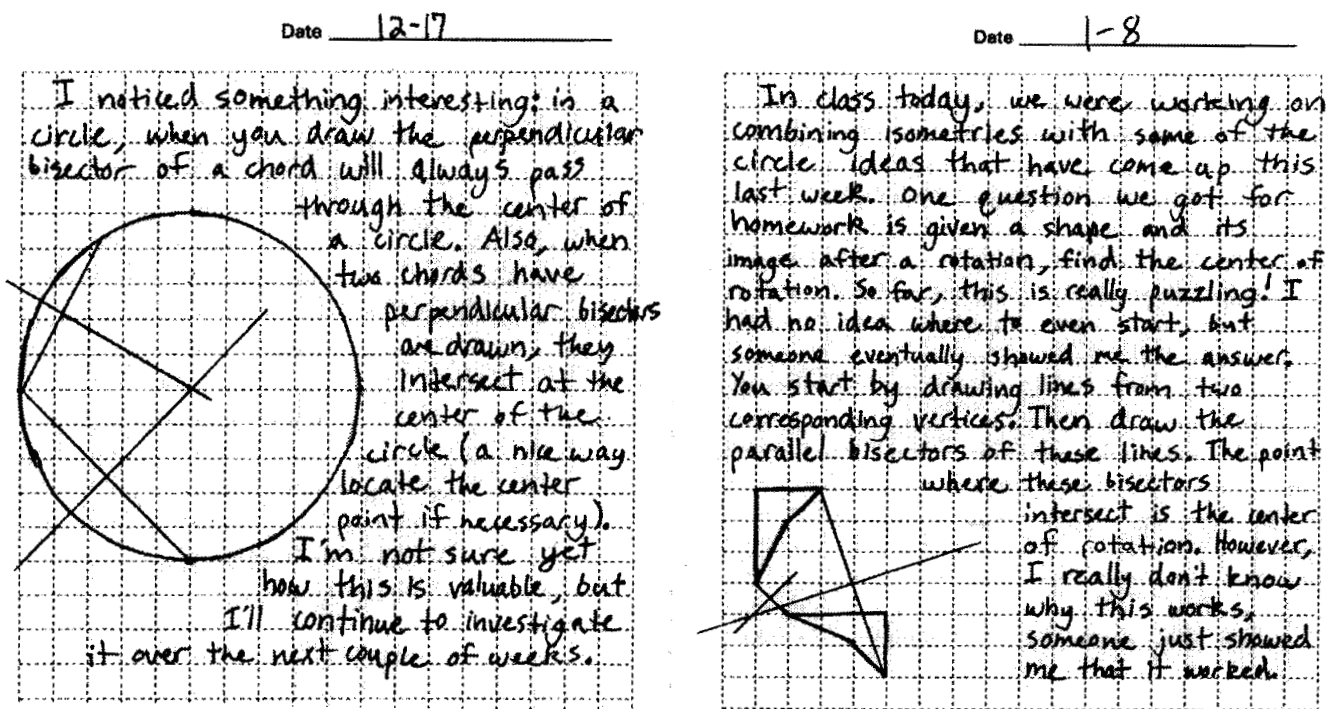 Date 12-17
I noticed something interesting: in a
circle, when you draw the perpendicular
bisector of a chord will always pass
through the center of
a circle. Also, when
two chords have
perpendicular bisectors
are drawn, they
intersect at the
center of the
circle (a nice way
locate the center
point if necessary).
I'm not sure yet
how this is valuable, but
I'll continue to investigate
it over the next couple of weeks.
Date 1-8
In class today, we were working on
combining isometries with some of the
circle ideas that have come up this
last week. One question we got for
homework is given a shape and its
image after a rotation, find the center of
rotation. So far, this is really puzzling! I
had no idea where to even start, but
someone eventually showed me the answer.
You start by drawing lines from two
corresponding vertices. Then draw the
parallel bisectors of these lines. The point
where these bisectors
intersect is the center
of rotation. However,
I really don't know
why this works,
someone just showed
me that it worked.